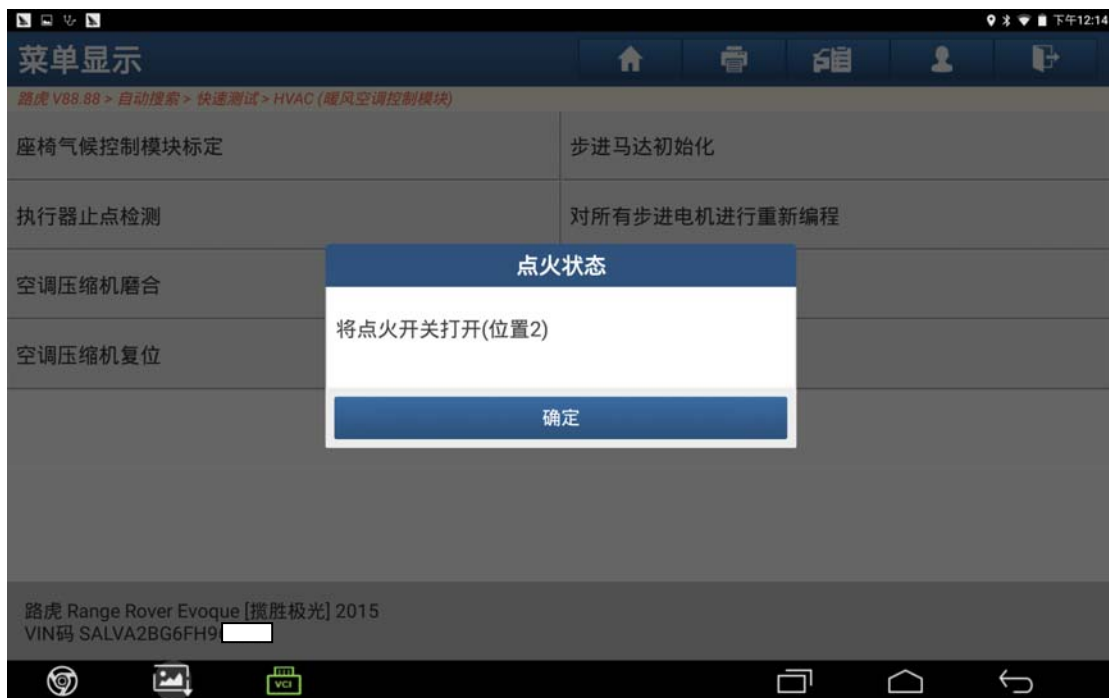 下午12:14
菜单显示
路虎 V88.88 > 自动搜索 > 快速测试 > HVAC (暖风空调控制模块)
座椅气候控制模块标定
步进马达初始化
执行器止点检测
对所有步进电机进行重新编程
空调压缩机磨合
空调压缩机复位
点火状态
将点火开关打开(位置2)
确定
路虎 Range Rover Evoque [揽胜极光] 2015
VIN码 SALVA2BG6FH9
VCI